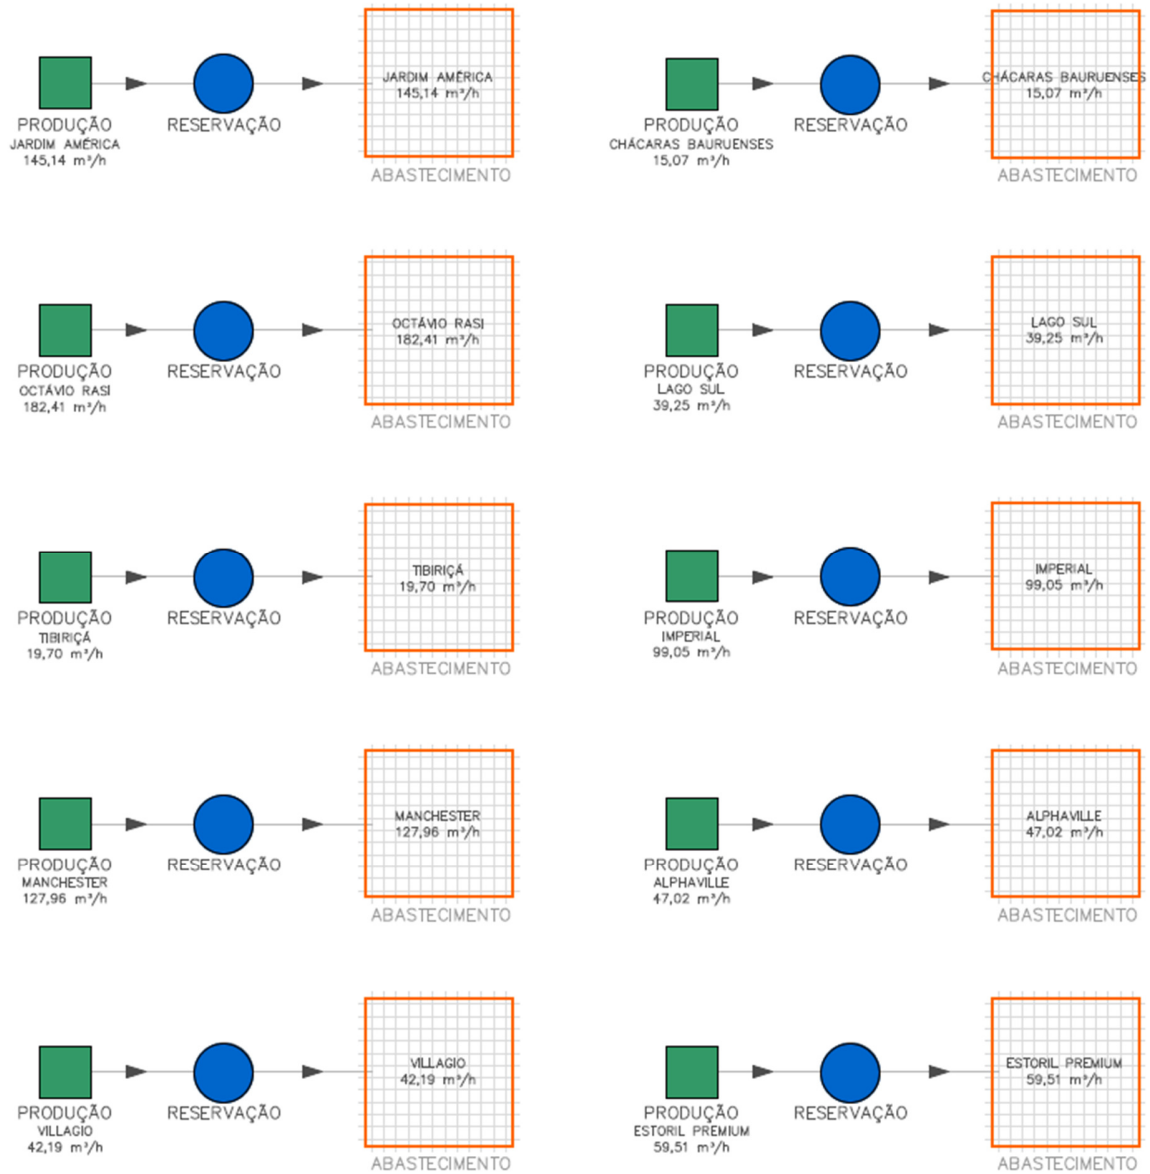 PRODUÇÃO
JARDIM AMÉRICA
145,14 m³/h
RESERVAÇÃO
JARDIM AMÉRICA
145,14 m³/h
ABASTECIMENTO
PRODUÇÃO
CHÁCARAS BAURUENSES
15,07 m³/h
RESERVAÇÃO
CHÁCARAS BAURUENSES
15,07 m³/h
ABASTECIMENTO
PRODUÇÃO
OCTÁVIO RASI
182,41 m³/h
RESERVAÇÃO
OCTÁVIO RASI
182,41 m³/h
ABASTECIMENTO
PRODUÇÃO
LAGO SUL
39,25 m³/h
RESERVAÇÃO
LAGO SUL
39,25 m³/h
ABASTECIMENTO
PRODUÇÃO
TIBIRIÇÁ
19,70 m³/h
RESERVAÇÃO
TIBIRIÇÁ
19,70 m³/h
ABASTECIMENTO
PRODUÇÃO
IMPERIAL
99,05 m³/h
RESERVAÇÃO
IMPERIAL
99,05 m³/h
ABASTECIMENTO
PRODUÇÃO
MANCHESTER
127,96 m³/h
RESERVAÇÃO
MANCHESTER
127,96 m³/h
ABASTECIMENTO
PRODUÇÃO
ALPHAVILLE
47,02 m³/h
RESERVAÇÃO
ALPHAVILLE
47,02 m³/h
ABASTECIMENTO
PRODUÇÃO
VILLAGIO
42,19 m³/h
RESERVAÇÃO
VILLAGIO
42,19 m³/h
ABASTECIMENTO
PRODUÇÃO
ESTORIL PREMIUM
59,51 m³/h
RESERVAÇÃO
ESTORIL PREMIUM
59,51 m³/h
ABASTECIMENTO